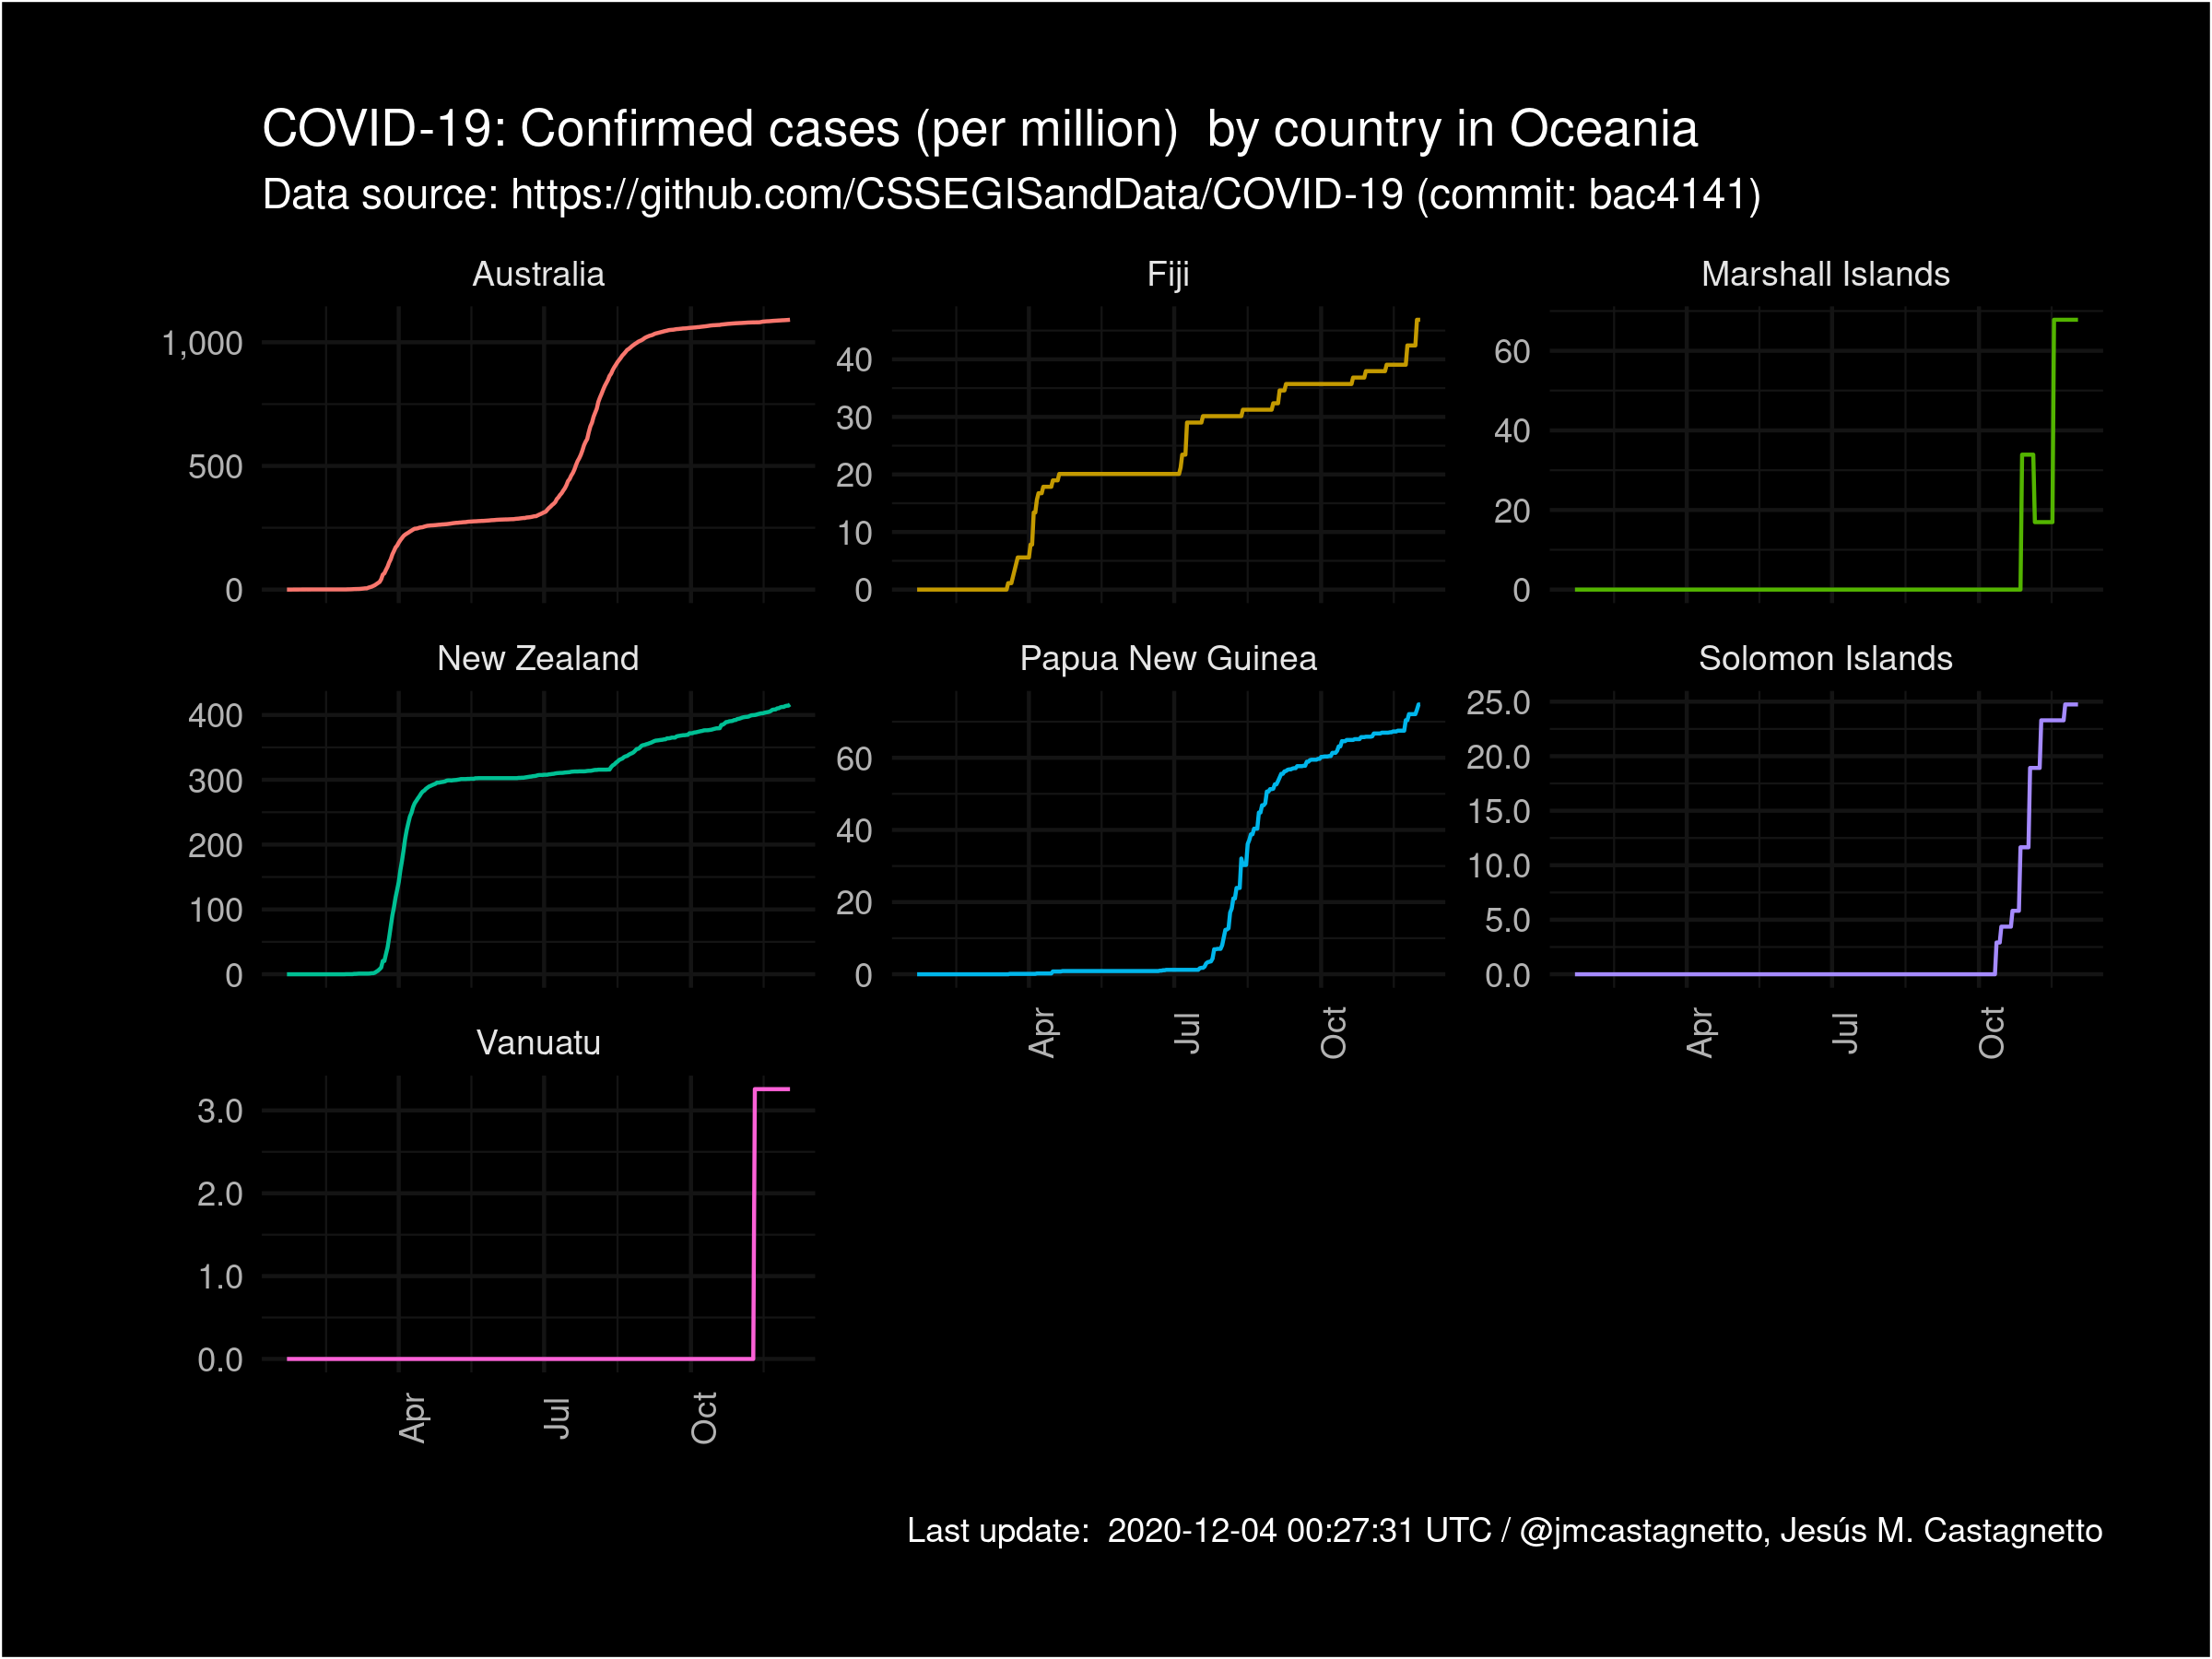 COVID-19: Confirmed cases (per million)  by country in Oceania
Data source: https://github.com/CSSEGISandData/COVID-19 (commit: bac4141)
Australia
1,000
500
0
Fiji
40
30
20
10
0
Marshall Islands
60
40
20
0
New Zealand
400
300
200
100
0
Papua New Guinea
60
40
20
0
Apr
Jul
Oct
Solomon Islands
25.0
20.0
15.0
10.0
5.0
0.0
Apr
Jul
Oct
Vanuatu
3.0
2.0
1.0
0.0
Apr
Jul
Oct
Last update:  2020-12-04 00:27:31 UTC / @jmcastagnetto, Jesús M. Castagnetto